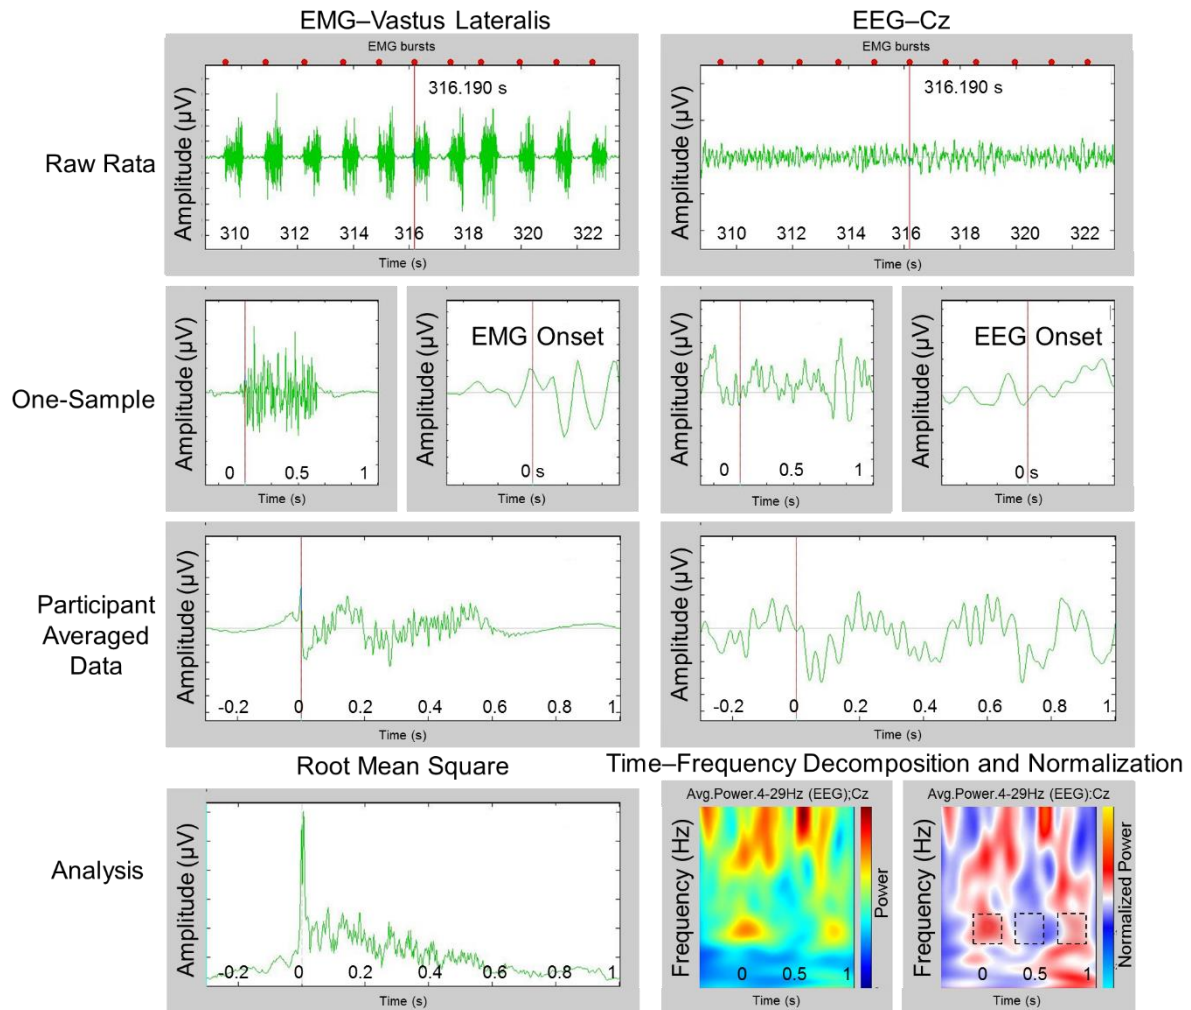 EMG–Vastus Lateralis
EMG bursts
Amplitude (µV)
316.190 s
310 312 314 316 318 320 322
Time (s)
EEG–Cz
EMG bursts
Amplitude (µV)
316.190 s
310 312 314 316 318 320 322
Time (s)
Raw Rata
One-Sample
Amplitude (µV)
0 0.5 1
Time (s)
Amplitude (µV)
EMG Onset
0 s
Time (s)
Amplitude (µV)
0 0.5 1
Time (s)
Amplitude (µV)
EEG Onset
0 s
Time (s)
Participant
Averaged
Data
Amplitude (µV)
-0.2 0 0.2 0.4 0.6 0.8 1
Time (s)
Amplitude (µV)
-0.2 0 0.2 0.4 0.6 0.8 1
Time (s)
Analysis
Root Mean Square
Amplitude (µV)
-0.2 0 0.2 0.4 0.6 0.8 1
Time (s)
Time–Frequency Decomposition and Normalization
Avg.Power.4-29Hz (EEG);Cz
Frequency (Hz)
0 0.5 1
Time (s)
Power
Avg.Power.4-29Hz (EEG);Cz
Frequency (Hz)
0 0.5 1
Time (s)
Normalized Power